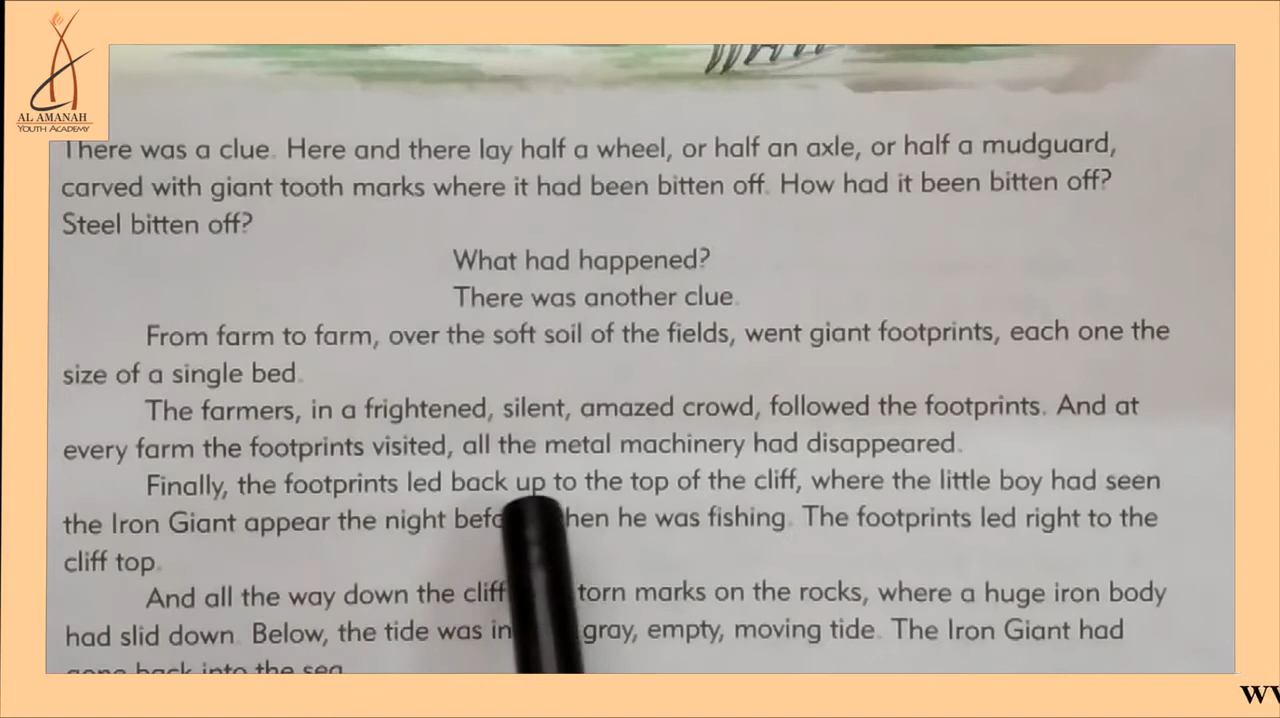 AL AMANAH
YOUTH ACADEMY
There was a clue. Here and there lay half a wheel, or half an axle, or half a mudguard,
carved with giant tooth marks where it had been bitten off. How had it been bitten off?
Steel bitten off?
What had happened?
There was another clue.
From farm to farm, over the soft soil of the fields, went giant footprints, each one the
size of a single bed.
The farmers, in a frightened, silent, amazed crowd, followed the footprints. And at
every farm the footprints visited, all the metal machinery had disappeared.
Finally, the footprints led back up to the top of the cliff, where the little boy had seen
the Iron Giant appear the night hen he was fishing. The footprints led right to the
cliff top.
And all the way down the cliff torn marks on the rocks, where a huge iron body
had slid down. Below, the tide was in gray, empty, moving tide. The Iron Giant had
gone back into the sea